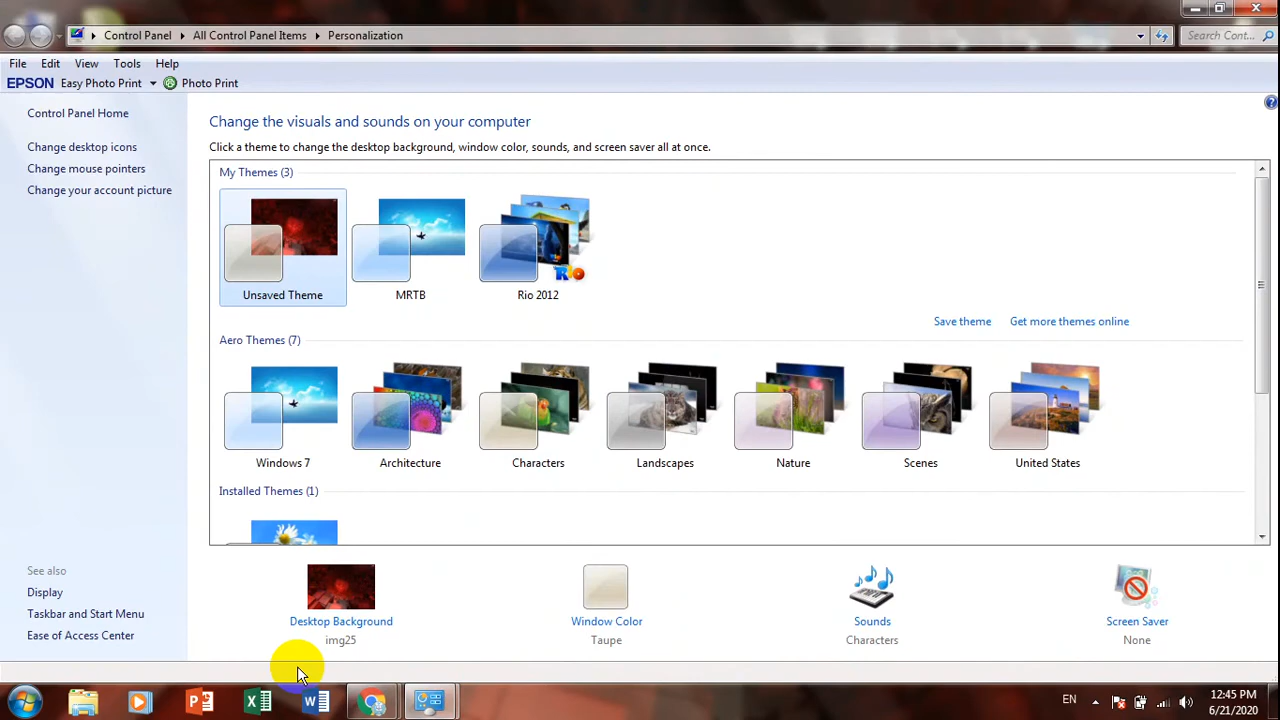 Control Panel All Control Panel Items Personalization Search Cont...
File Edit View Tools Help
EPSON Easy Photo Print Photo Print
Control Panel Home
Change desktop icons
Change mouse pointers
Change your account picture
Change the visuals and sounds on your computer
Click a theme to change the desktop background, window color, sounds, and screen saver all at once.
My Themes (3)
Unsaved Theme MRTB Rio 2012
Rio
Save theme Get more themes online
Aero Themes (7)
Windows 7 Architecture Characters Landscapes Nature Scenes United States
Installed Themes (1)
See also
Display
Taskbar and Start Menu
Ease of Access Center
Desktop Background Window Color Sounds Screen Saver
img25 Taupe Characters None
EN 12:45 PM
6/21/2020